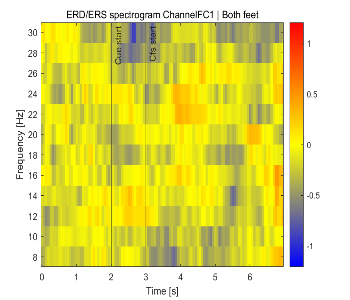 ERD/ERS spectrogram ChannelFC1 | Both feet
Frequency [Hz]
30
28
26
24
22
20
18
16
14
12
10
8
Cue start
Cfs start
1
0.5
0
-0.5
-1
0 1 2 3 4 5 6
Time [s]